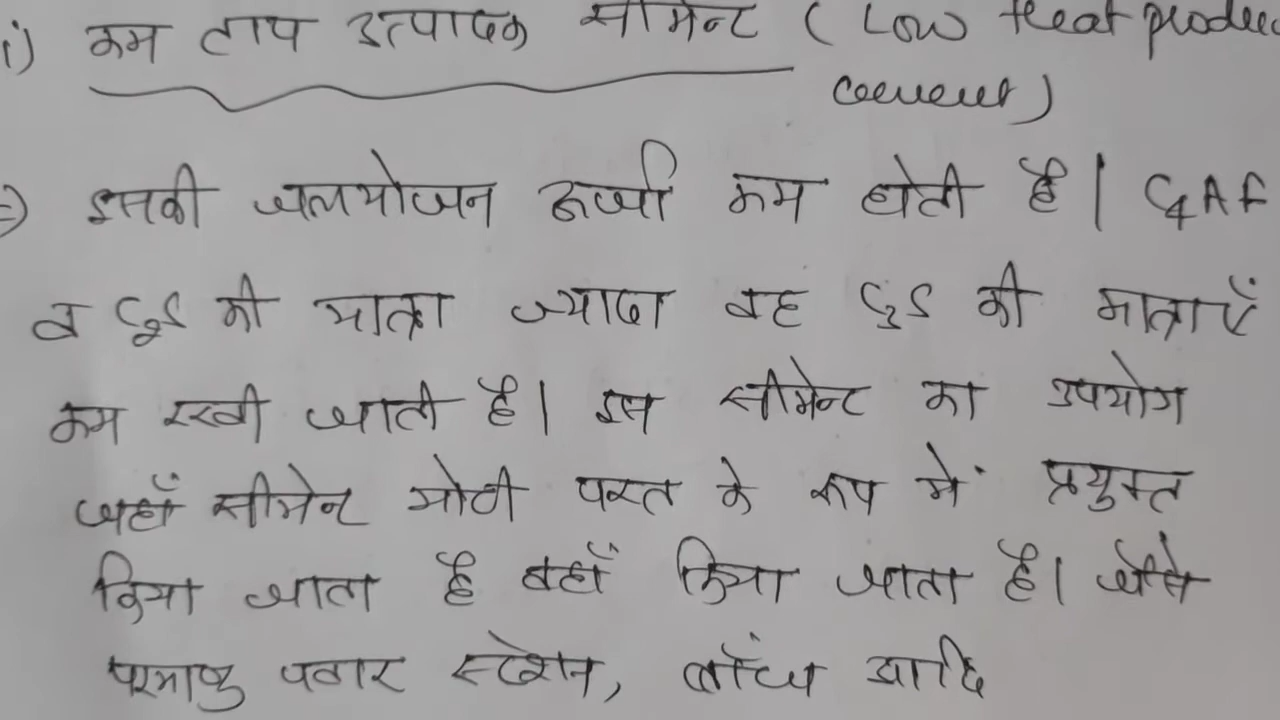 i) कम ताप उत्पादक सीमेन्ट ( Low Heat produc
cement)
⇒ इसकी जलयोजन ऊर्जा कम होती है। C4AF
व C2S की मात्रा ज्यादा वह C3S की मात्राएँ
कम रखी जाती है। इस सीमेन्ट का उपयोग
जहाँ सीमेन्ट मोटी परत के रूप में प्रयुक्त
किया जाता है वहाँ किया जाता है। जैसे
परमाणु पवार स्टेशन, बाँध आदि